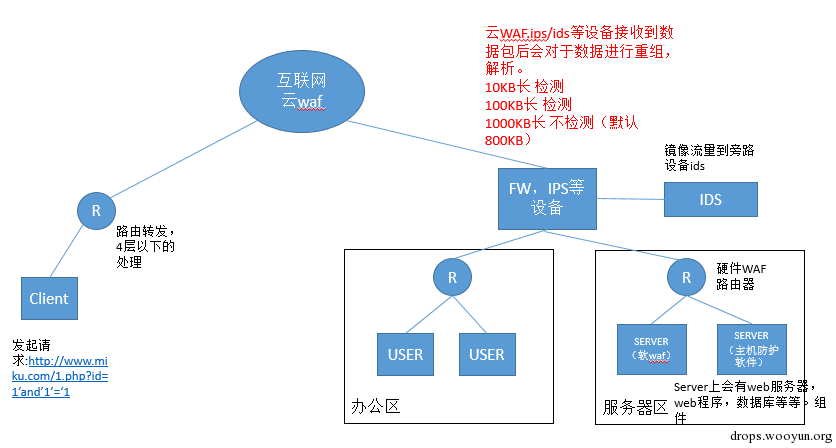 云WAF,ips/ids等设备接收到数
据包后会对于数据进行重组，
解析。
10KB长 检测
100KB长 检测
1000KB长 不检测（默认
800KB）
互联网
云waf
镜像流量到旁路
设备ids
FW，IPS等
设备
IDS
R
路由转发，
4层以下的
处理
Client
发起请
求:http://www.mi
ku.com/1.php?id=
1'and'1'='1
R
USER
USER
办公区
R
硬件WAF
路由器
SERVER
（软waf）
SERVER
（主机防护
软件）
Server上会有web服务器，
web程序，数据库等等。组
件
服务器区
drops.wooyun.org